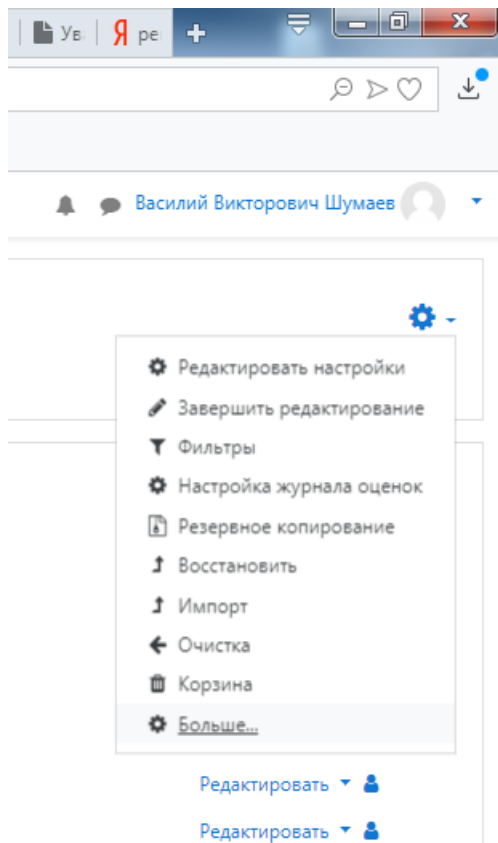 Ув Я ре
Василий Викторович Шумаев
Редактировать настройки
Завершить редактирование
Фильтры
Настройка журнала оценок
Резервное копирование
Восстановить
Импорт
Очистка
Корзина
Больше...
Редактировать
Редактировать